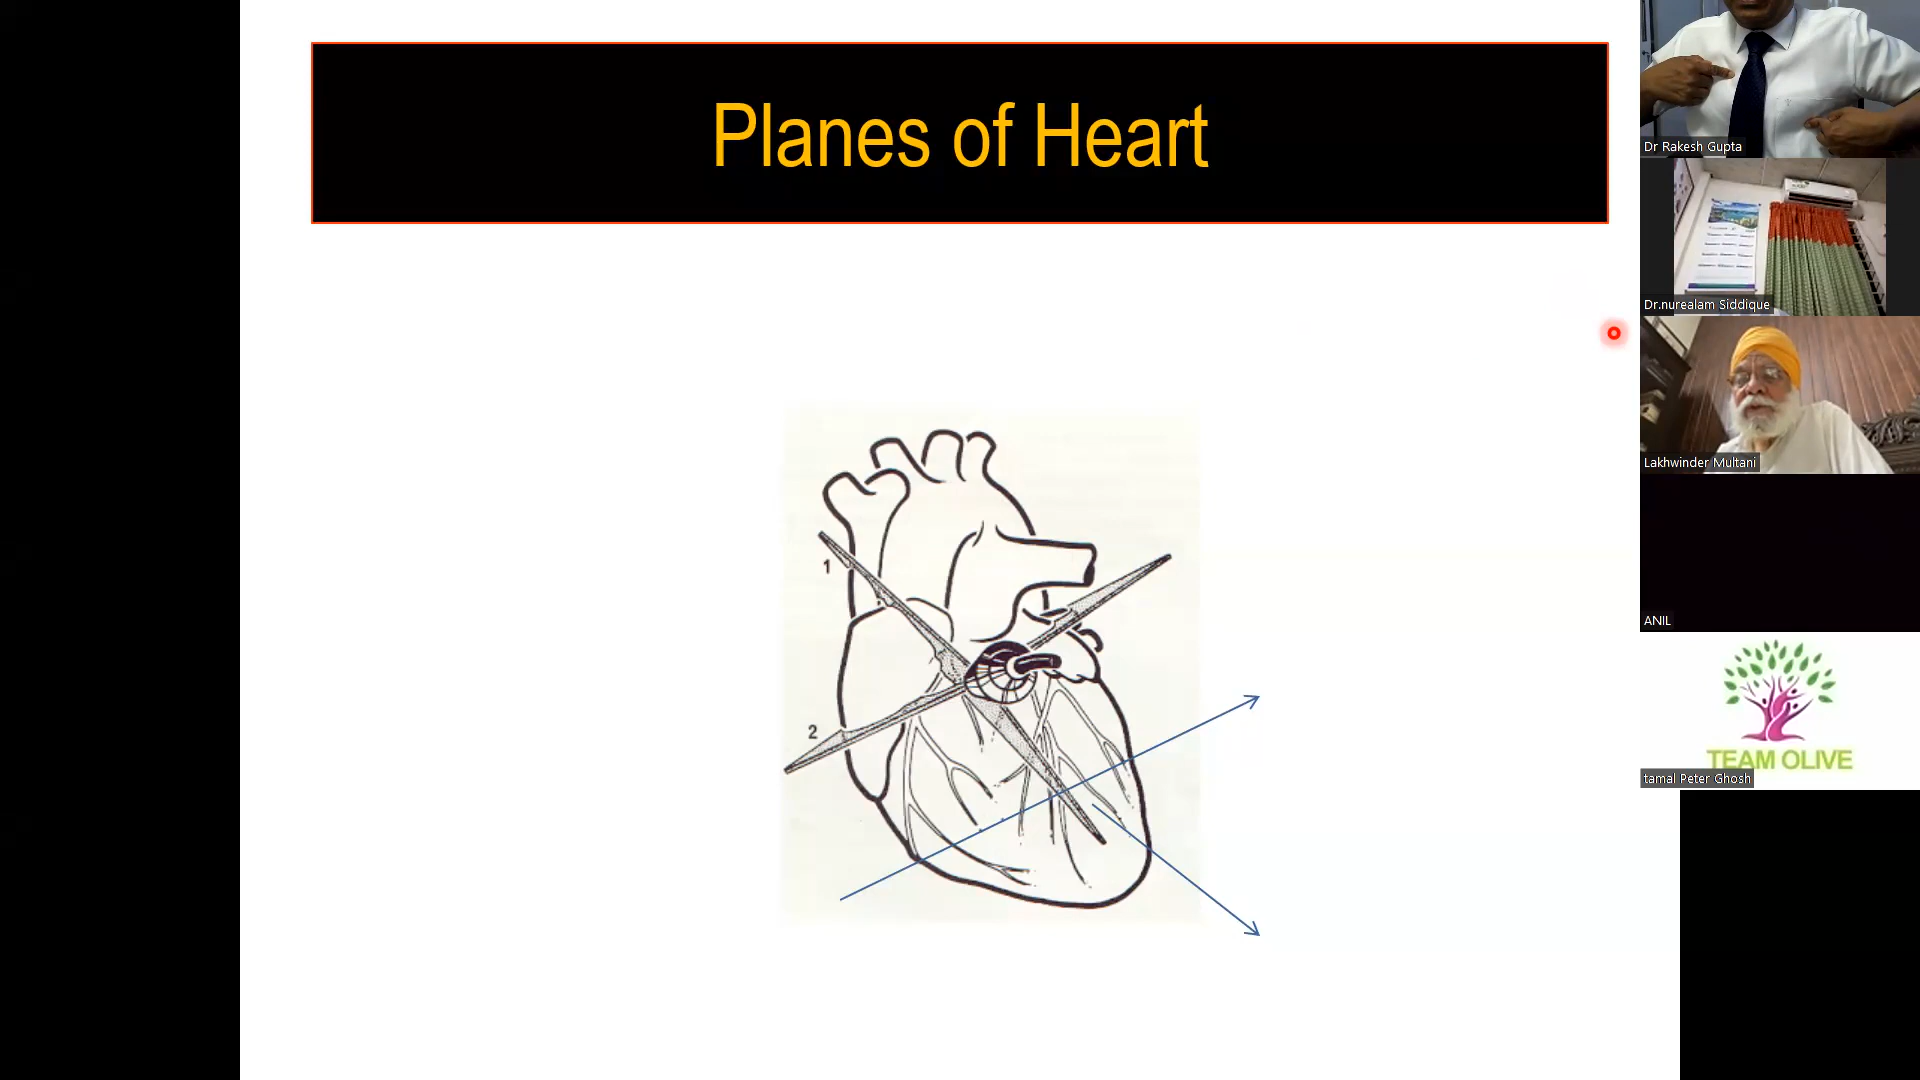 Planes of Heart
1
2
Dr Rakesh Gupta
Dr.nurealam Siddique
Lakhwinder Multani
ANIL
TEAM OLIVE
tamal Peter Ghosh